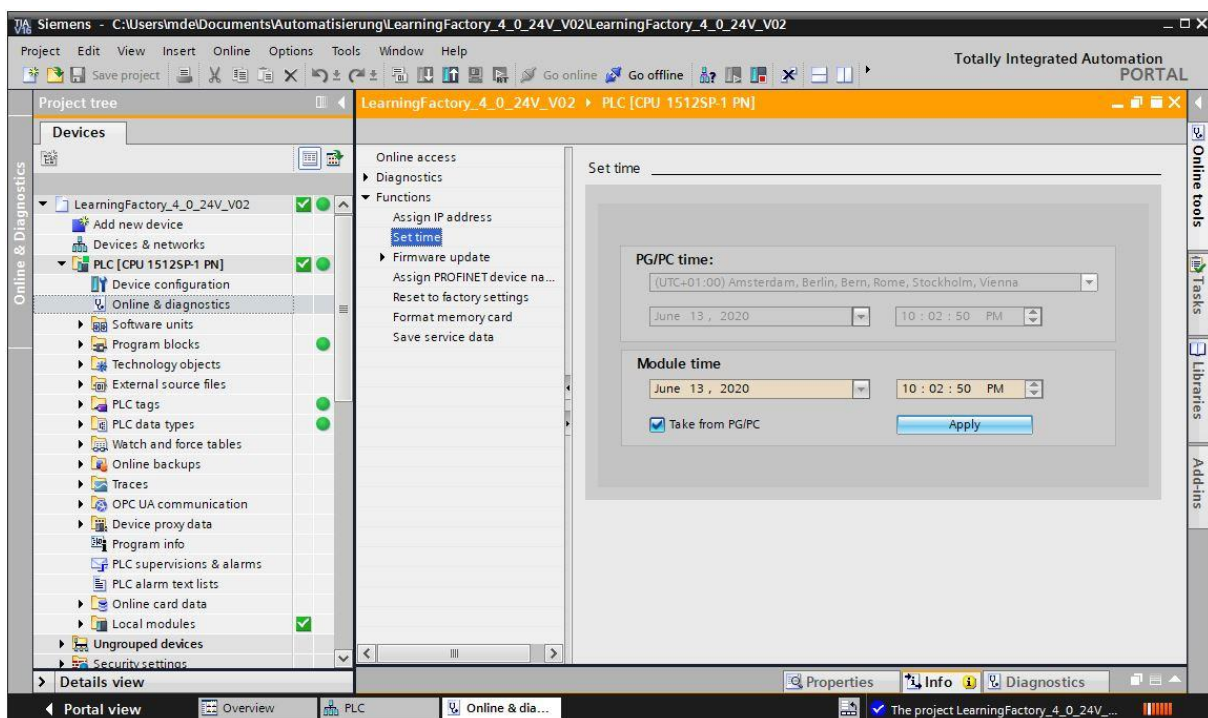 Siemens - C:\Users\mde\Documents\Automatisierung\LearningFactory_4_0_24V_V02\LearningFactory_4_0_24V_V02
Project Edit View Insert Online Options Tools Window Help
Totally Integrated Automation
PORTAL
Save project Go online Go offline
Project tree
LearningFactory_4_0_24V_V02 PLC [CPU 1512SP-1 PN]
Devices
Online & Diagnostics
LearningFactory_4_0_24V_V02
Add new device
Devices & networks
PLC [CPU 1512SP-1 PN]
Device configuration
Online & diagnostics
Software units
Program blocks
Technology objects
External source files
PLC tags
PLC data types
Watch and force tables
Online backups
Traces
OPC UA communication
Device proxy data
Program info
PLC supervisions & alarms
PLC alarm text lists
Online card data
Local modules
Ungrouped devices
Security settings
Details view
Online access
Diagnostics
Functions
Assign IP address
Set time
Firmware update
Assign PROFINET device na...
Reset to factory settings
Format memory card
Save service data
Set time
PG/PC time:
(UTC+01:00) Amsterdam, Berlin, Bern, Rome, Stockholm, Vienna
June 13 , 2020 10 : 02 : 50 PM
Module time
June 13 , 2020 10 : 02 : 50 PM
Take from PG/PC Apply
Online tools
Tasks
Libraries
Add-ins
Properties Info Diagnostics
Portal view Overview PLC Online & dia... The project LearningFactory_4_0_24V_...